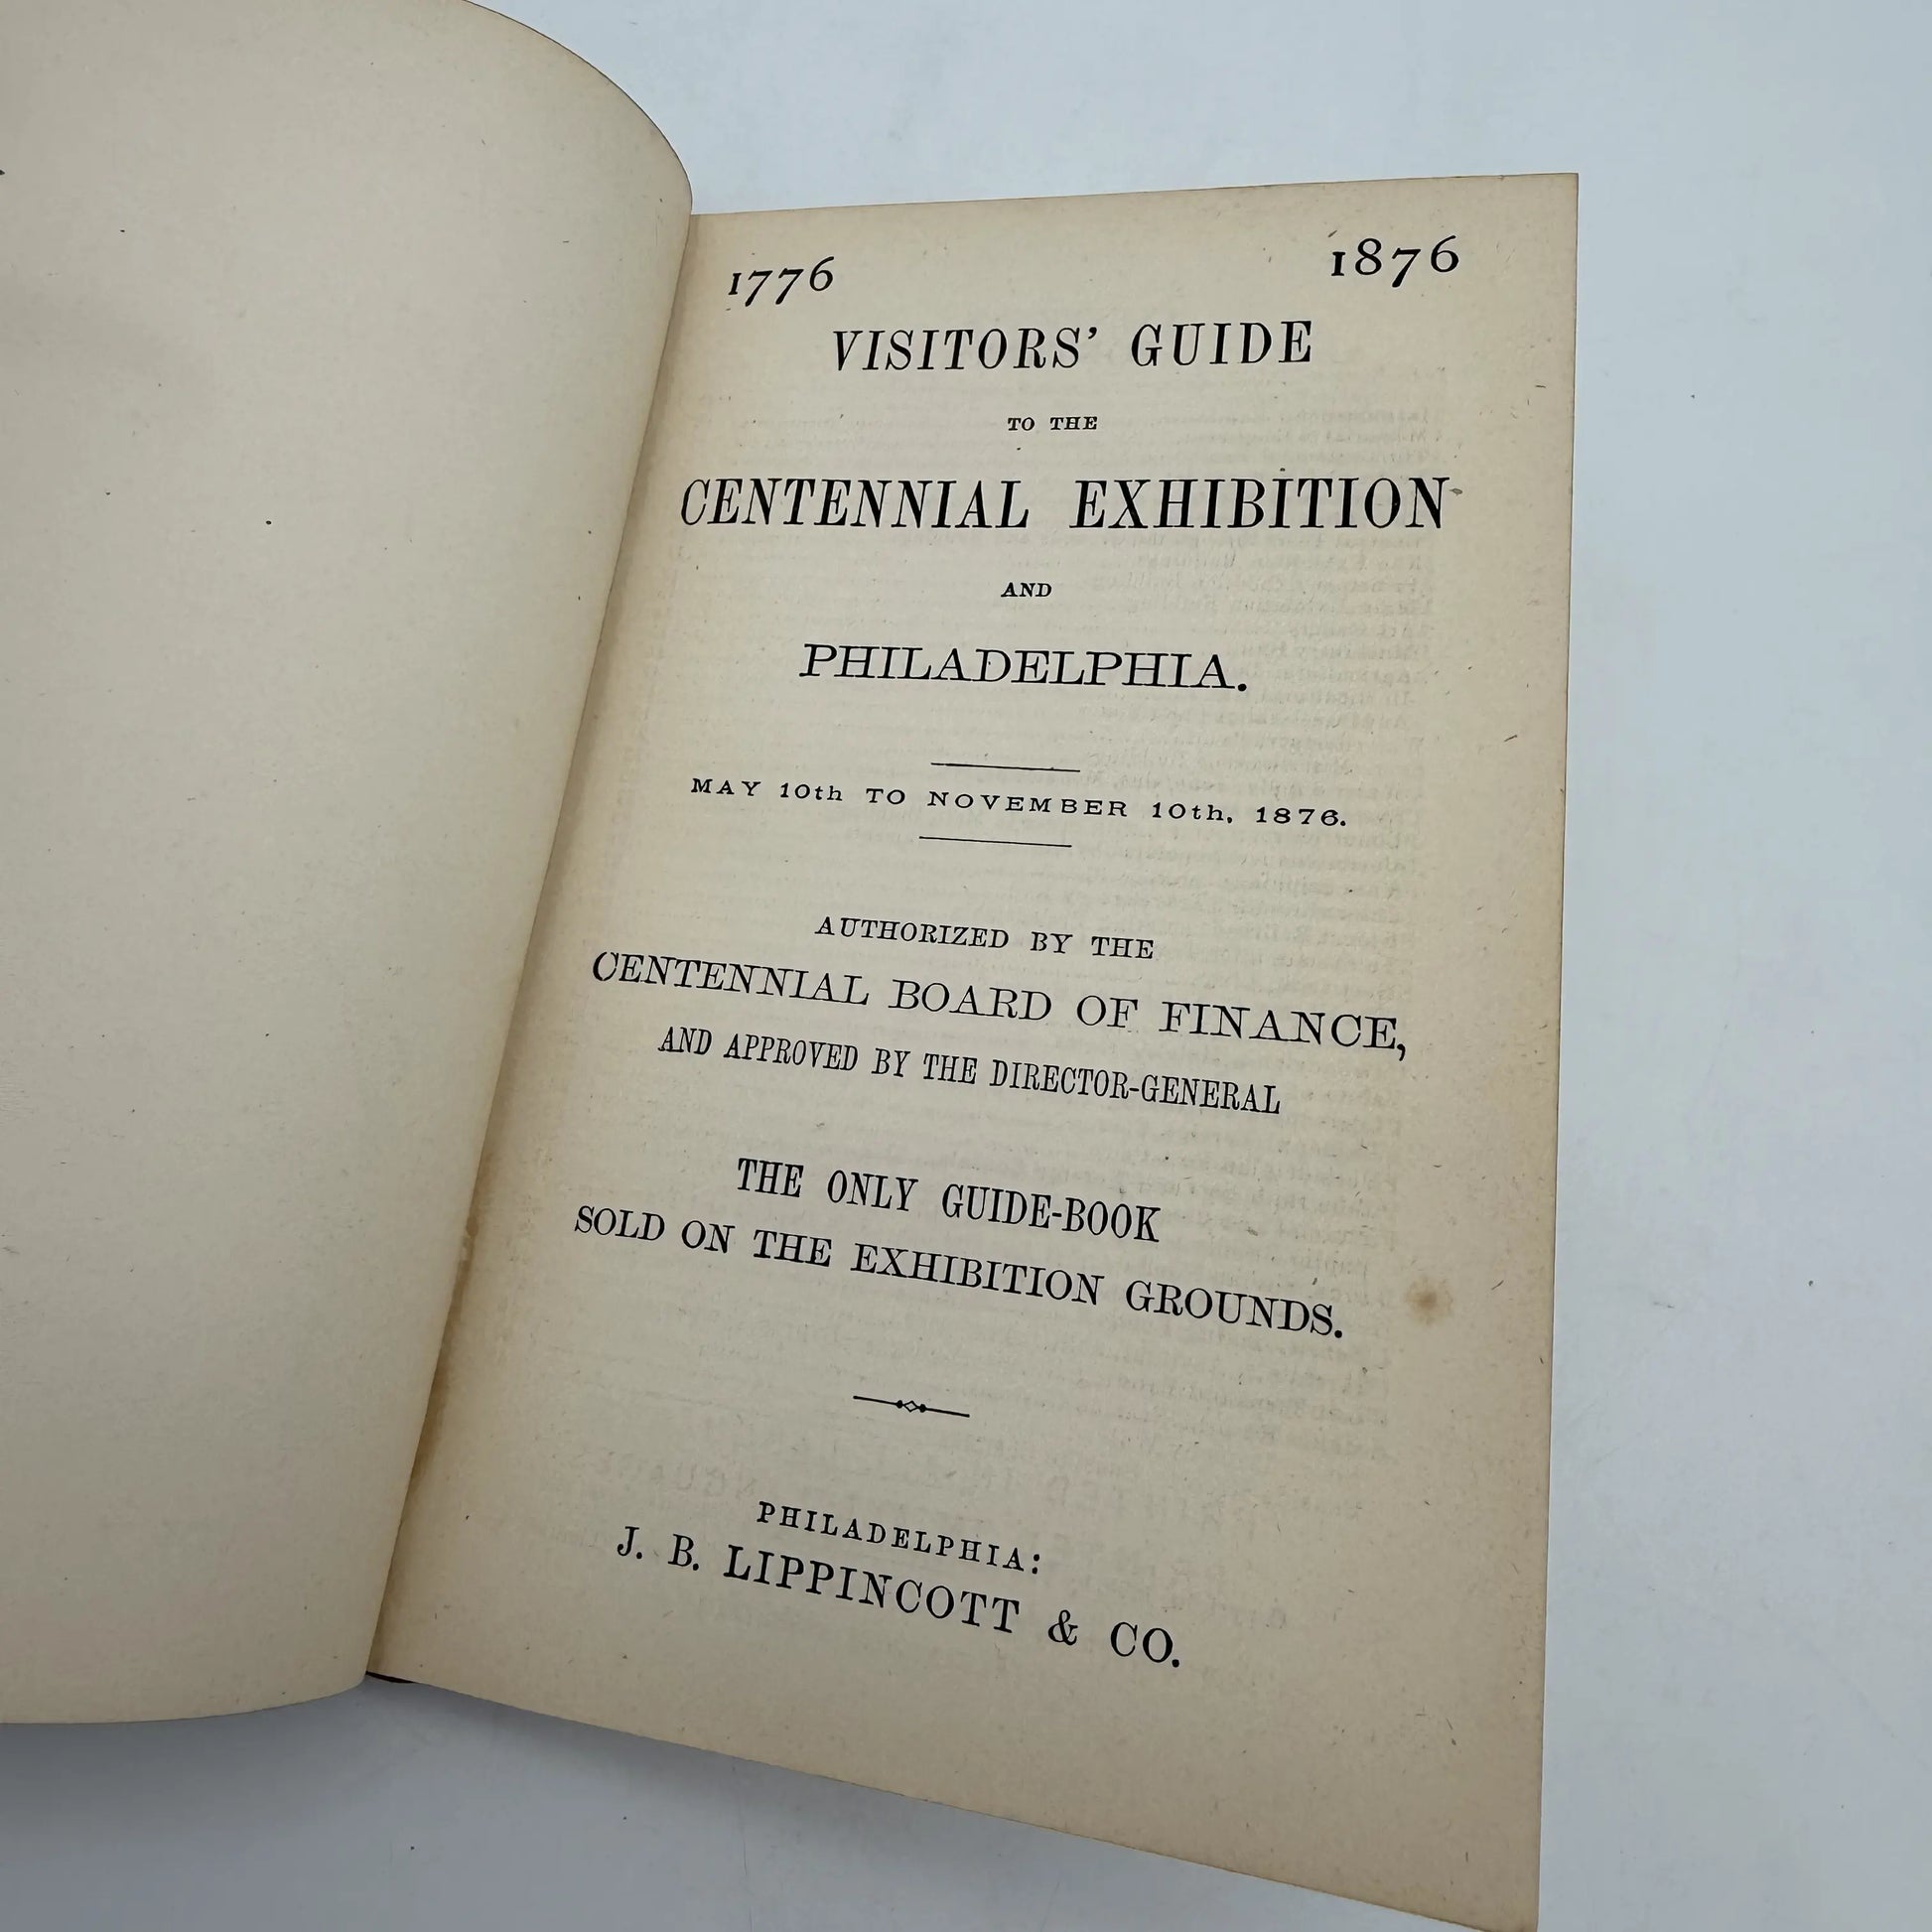 1776 1876
VISITORS' GUIDE
TO THE
CENTENNIAL EXHIBITION
AND
PHILADELPHIA.
MAY 10th TO NOVEMBER 10th, 1876.
AUTHORIZED BY THE
CENTENNIAL BOARD OF FINANCE,
AND APPROVED BY THE DIRECTOR-GENERAL
THE ONLY GUIDE-BOOK
SOLD ON THE EXHIBITION GROUNDS.
PHILADELPHIA:
J. B. LIPPINCOTT & CO.